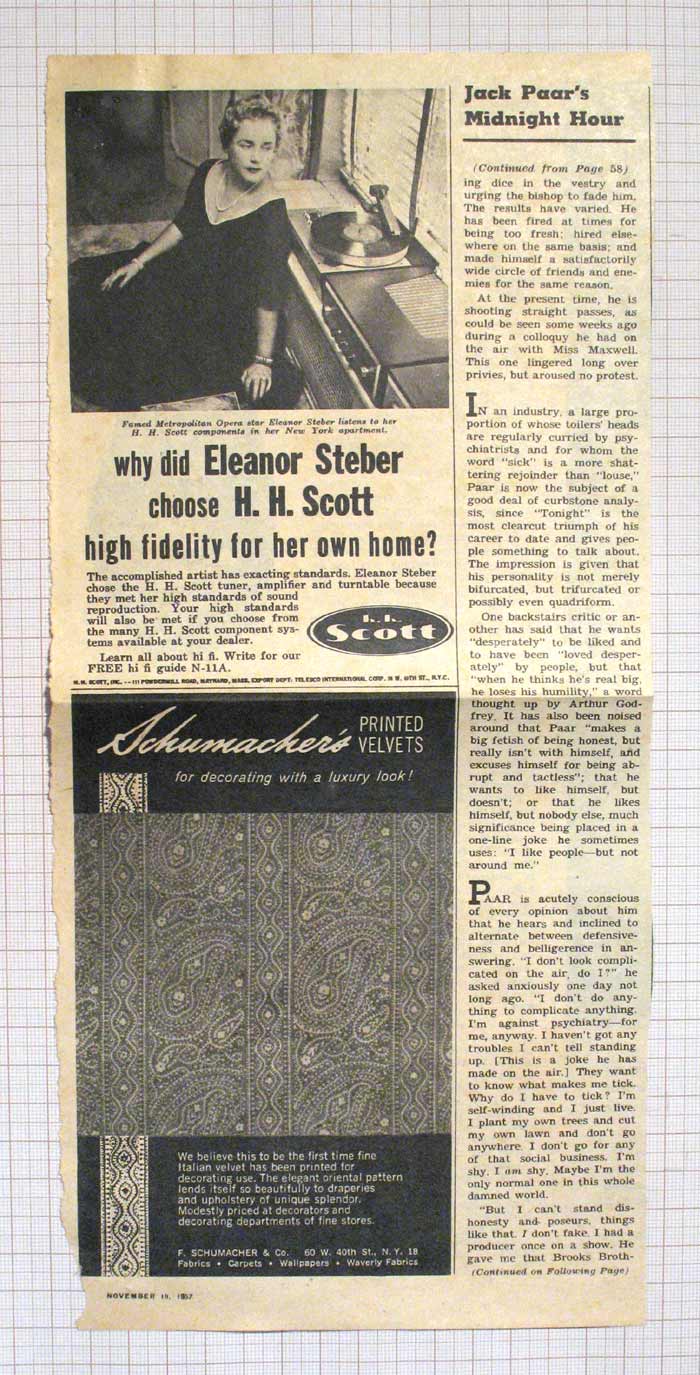 Famed Metropolitan Opera star Eleanor Steber listens to her
H. H. Scott components in her New York apartment.
why did Eleanor Steber
choose H. H. Scott
high fidelity for her own home?
The accomplished artist has exacting standards. Eleanor Steber
chose the H. H. Scott tuner, amplifier and turntable because
they met her high standards of sound
reproduction. Your high standards
will also be met if you choose from
the many H. H. Scott component sys-
tems available at your dealer.
Learn all about hi fi. Write for our
FREE hi fi guide N-11A.
h.h.
Scott
H.H. SCOTT, INC. -- 111 POWDERMILL ROAD, MAYNARD, MASS. EXPORT DEPT: TELESCO INTERNATIONAL CORP. 36 W. 40TH ST., N.Y.C.
Schumacher's PRINTED
VELVETS
for decorating with a luxury look!
We believe this to be the first time fine
Italian velvet has been printed for
decorating use. The elegant oriental pattern
lends itself so beautifully to draperies
and upholstery of unique splendor.
Modestly priced at decorators and
decorating departments of fine stores.
F. SCHUMACHER & Co. 60 W. 40th St., N. Y. 18
Fabrics • Carpets • Wallpapers • Waverly Fabrics
NOVEMBER 10, 1957
Jack Paar's
Midnight Hour
(Continued from Page 58)
ing dice in the vestry and
urging the bishop to fade him.
The results have varied. He
has been fired at times for
being too fresh; hired else-
where on the same basis; and
made himself a satisfactorily
wide circle of friends and ene-
mies for the same reason.
At the present time, he is
shooting straight passes, as
could be seen some weeks ago
during a colloquy he had on
the air with Miss Maxwell.
This one lingered long over
privies, but aroused no protest.
IN an industry, a large pro-
portion of whose toilers' heads
are regularly curried by psy-
chiatrists and for whom the
word "sick" is a more shat-
tering rejoinder than "louse,"
Paar is now the subject of a
good deal of curbstone analy-
sis, since "Tonight" is the
most clearcut triumph of his
career to date and gives peo-
ple something to talk about.
The impression is given that
his personality is not merely
bifurcated, but trifurcated or
possibly even quadriform.
One backstairs critic or an-
other has said that he wants
"desperately" to be liked and
to have been "loved desper-
ately" by people, but that
"when he thinks he's real big,
he loses his humility," a word
thought up by Arthur God-
frey. It has also been noised
around that Paar "makes a
big fetish of being honest, but
really isn't with himself, and
excuses himself for being ab-
rupt and tactless"; that he
wants to like himself, but
doesn't; or that he likes
himself, but nobody else, much
significance being placed in a
one-line joke he sometimes
uses: "I like people—but not
around me."
PAAR is acutely conscious
of every opinion about him
that he hears and inclined to
alternate between defensive-
ness and belligerence in an-
swering. "I don't look compli-
cated on the air, do I?" he
asked anxiously one day not
long ago. "I don't do any-
thing to complicate anything.
I'm against psychiatry—for
me, anyway. I haven't got any
troubles I can't tell standing
up. [This is a joke he has
made on the air.] They want
to know what makes me tick.
Why do I have to tick? I'm
self-winding and I just live.
I plant my own trees and cut
my own lawn and don't go
anywhere. I don't go for any
of that social business. I'm
shy. I am shy. Maybe I'm the
only normal one in this whole
damned world.
"But I can't stand dis-
honesty and poseurs, things
like that. I don't fake. I had a
producer once on a show. He
gave me that Brooks Broth-
(Continued on Following Page)